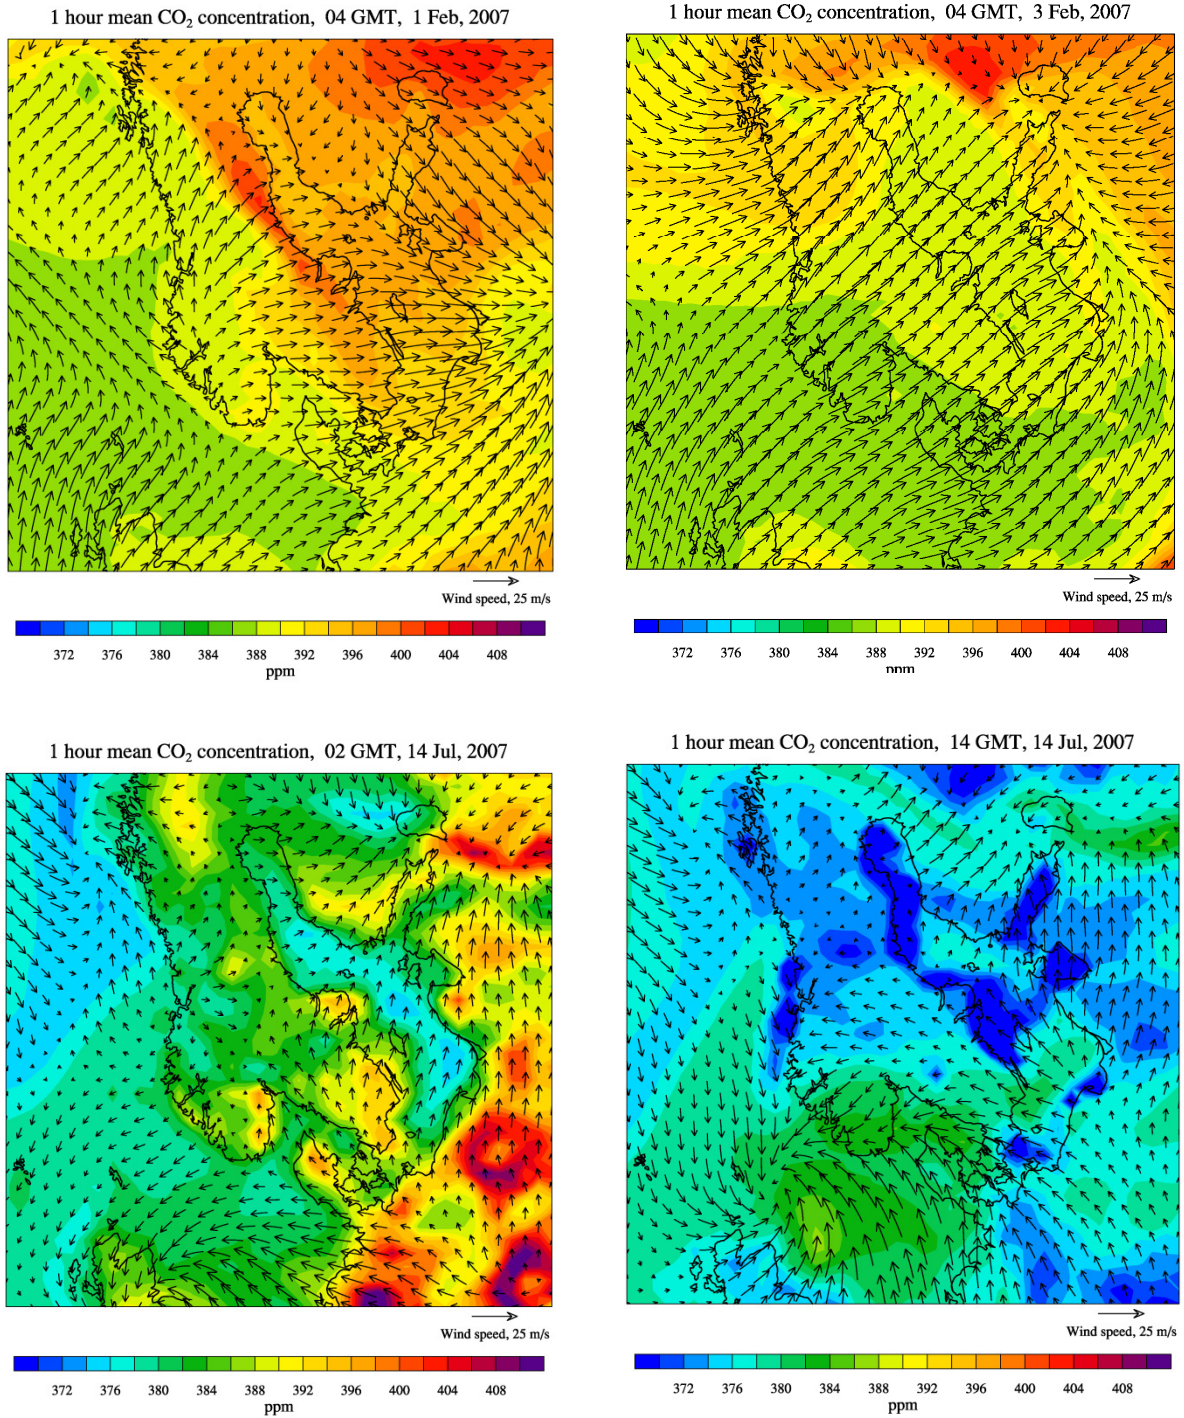 1 hour mean CO₂ concentration, 04 GMT, 1 Feb, 2007
Wind speed, 25 m/s
372 376 380 384 388 392 396 400 404 408
ppm
1 hour mean CO₂ concentration, 04 GMT, 3 Feb, 2007
Wind speed, 25 m/s
372 376 380 384 388 392 396 400 404 408
ppm
1 hour mean CO₂ concentration, 02 GMT, 14 Jul, 2007
Wind speed, 25 m/s
372 376 380 384 388 392 396 400 404 408
ppm
1 hour mean CO₂ concentration, 14 GMT, 14 Jul, 2007
Wind speed, 25 m/s
372 376 380 384 388 392 396 400 404 408
ppm